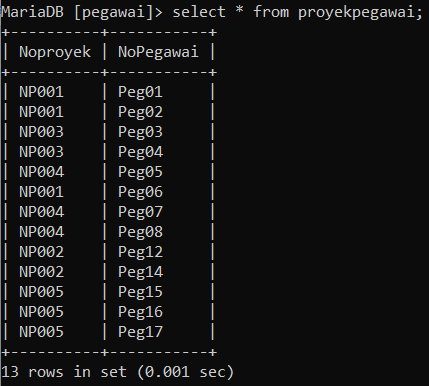 MariaDB [pegawai]> select * from proyekpegawai;
+----------+-----------+
| Noproyek | NoPegawai |
+----------+-----------+
| NP001    | Peg01     |
| NP001    | Peg02     |
| NP003    | Peg03     |
| NP003    | Peg04     |
| NP004    | Peg05     |
| NP001    | Peg06     |
| NP004    | Peg07     |
| NP004    | Peg08     |
| NP002    | Peg12     |
| NP002    | Peg14     |
| NP005    | Peg15     |
| NP005    | Peg16     |
| NP005    | Peg17     |
+----------+-----------+
13 rows in set (0.001 sec)